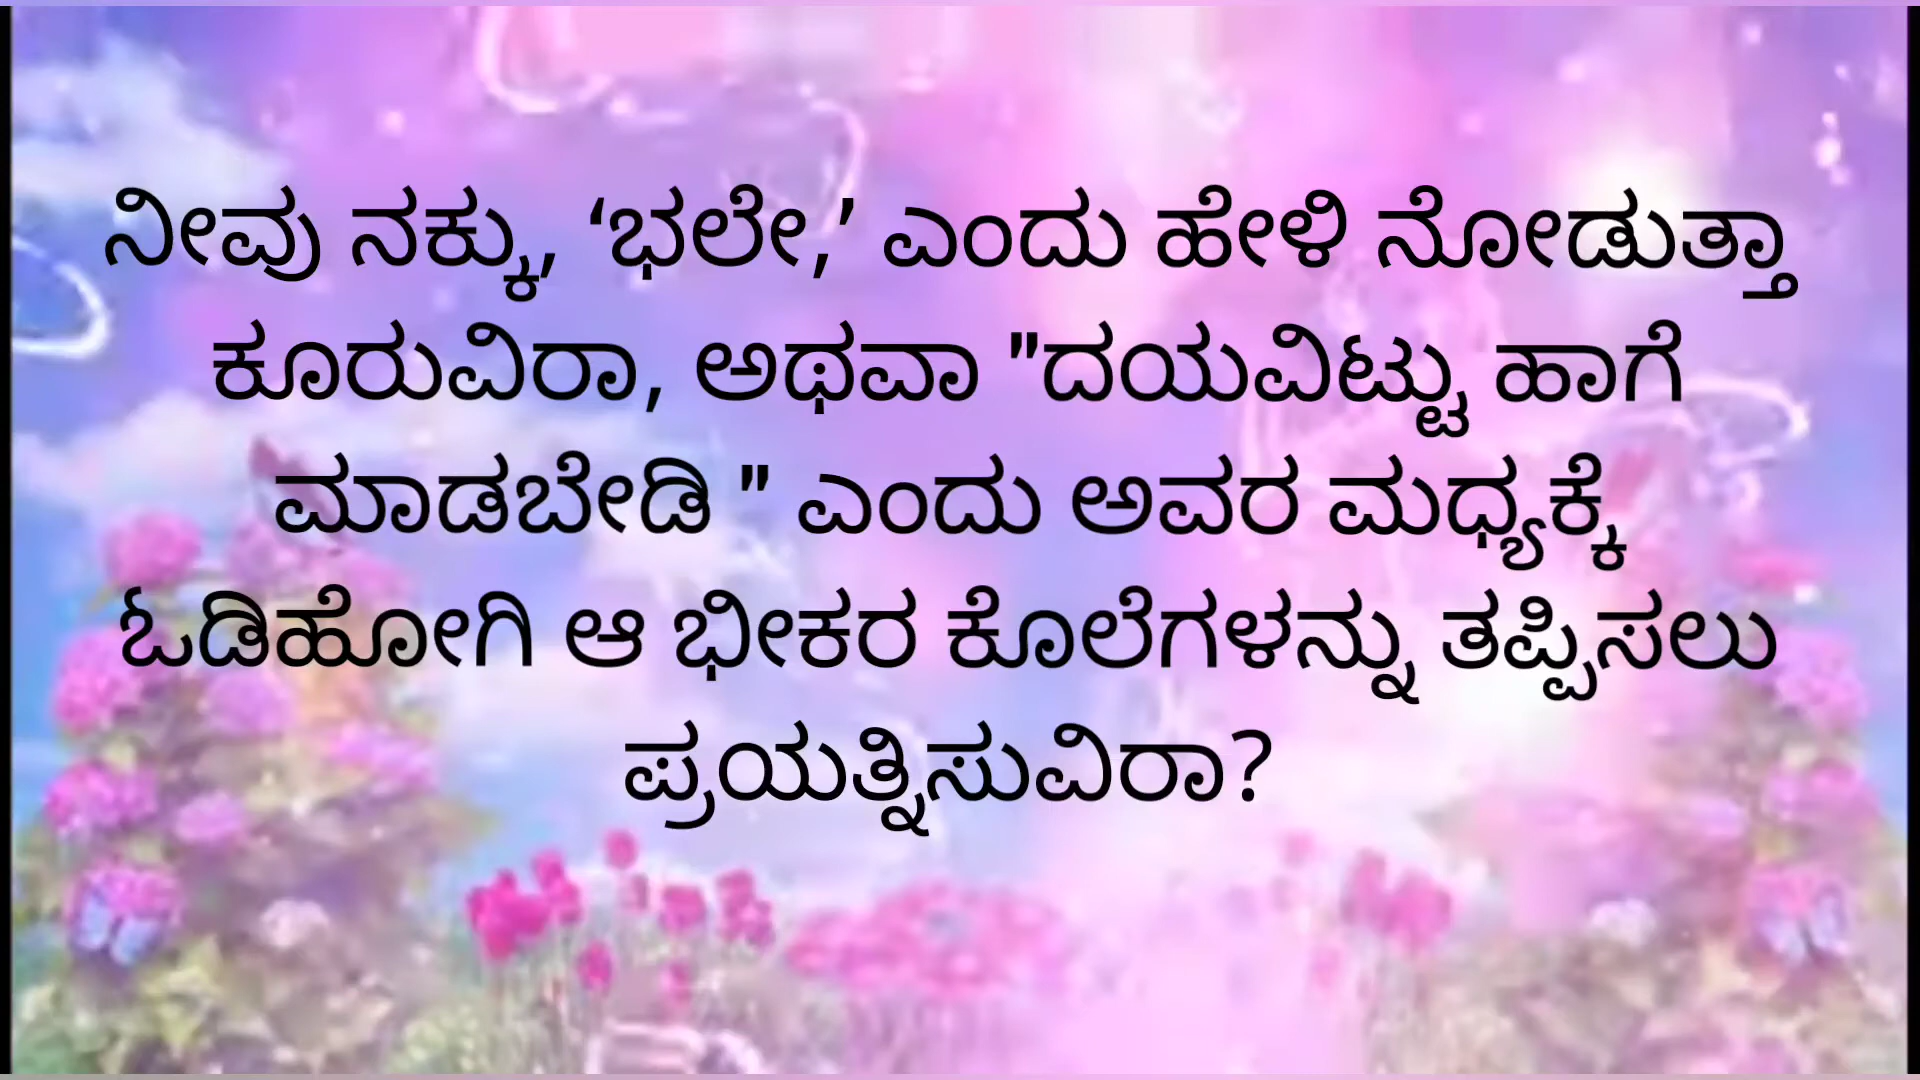 ನೀವು ನಕ್ಕು, ‘ಭಲೇ,’ ಎಂದು ಹೇಳಿ ನೋಡುತ್ತಾ
ಕೂರುವಿರಾ, ಅಥವಾ "ದಯವಿಟ್ಟು ಹಾಗೆ
ಮಾಡಬೇಡಿ " ಎಂದು ಅವರ ಮಧ್ಯಕ್ಕೆ
ಓಡಿಹೋಗಿ ಆ ಭೀಕರ ಕೊಲೆಗಳನ್ನು ತಪ್ಪಿಸಲು
ಪ್ರಯತ್ನಿಸುವಿರಾ?